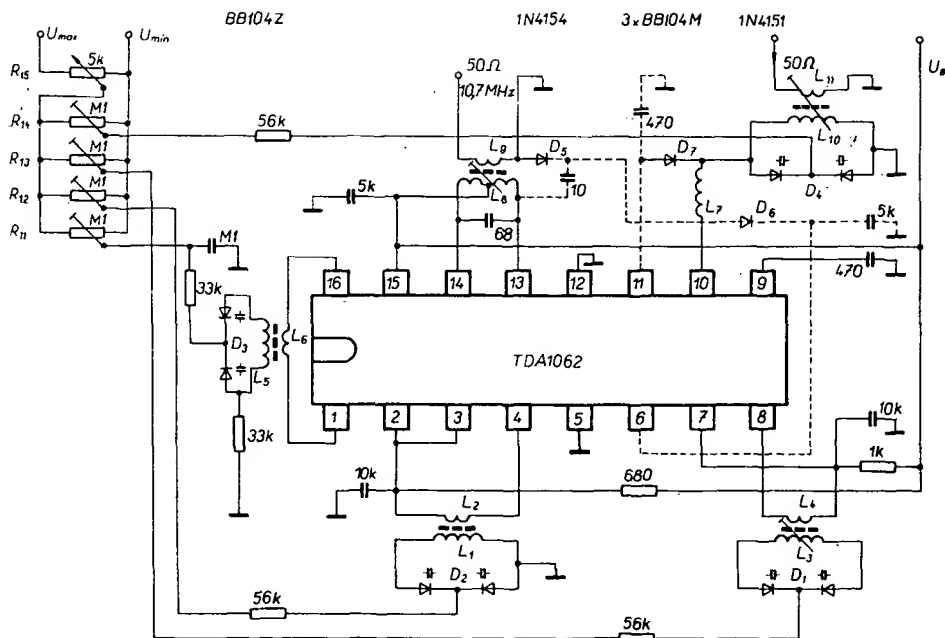 BB104Z 1N4154 3xBB104M 1N4151
Umax Umin
R15 5k
R14 M1
R13 M1
R12 M1
R11 M1
56k
M1
33k
33k
D3
L5
L6
5k
50Ω
10,7MHz
L9
L8
68
D5
10
470
D7
L7
D6
50Ω
L11
L10
D4
5k
470
16 15 14 13 12 11 10 9
TDA1062
1 2 3 4 5 6 7 8
10k
10k
1k
680
L2
L1
D2
L4
L3
D1
56k
56k